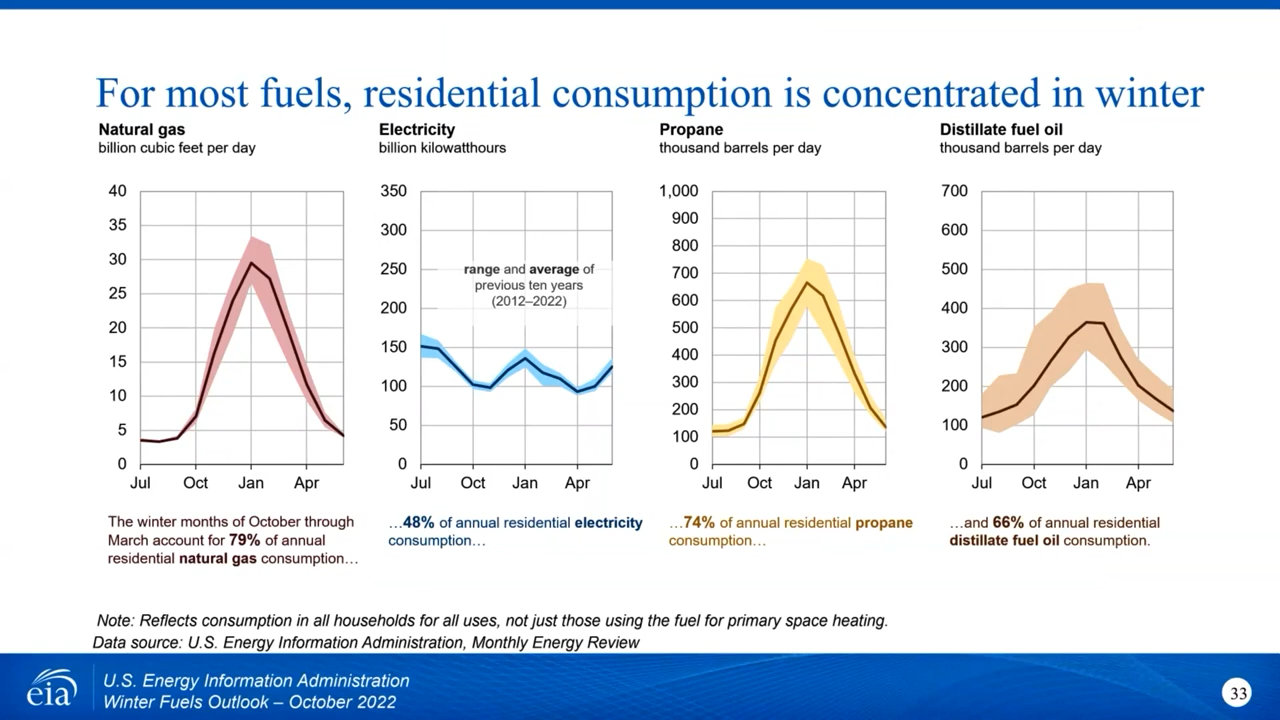 For most fuels, residential consumption is concentrated in winter
Natural gas
billion cubic feet per day
40
35
30
25
20
15
10
5
0
Jul Oct Jan Apr
The winter months of October through
March account for 79% of annual
residential natural gas consumption…
Electricity
billion kilowatthours
350
300
250
200
150
100
50
0
range and average of
previous ten years
(2012–2022)
Jul Oct Jan Apr
…48% of annual residential electricity
consumption…
Propane
thousand barrels per day
1,000
900
800
700
600
500
400
300
200
100
0
Jul Oct Jan Apr
…74% of annual residential propane
consumption…
Distillate fuel oil
thousand barrels per day
700
600
500
400
300
200
100
0
Jul Oct Jan Apr
…and 66% of annual residential
distillate fuel oil consumption.
Note: Reflects consumption in all households for all uses, not just those using the fuel for primary space heating.
Data source: U.S. Energy Information Administration, Monthly Energy Review
eia
U.S. Energy Information Administration
Winter Fuels Outlook – October 2022
33